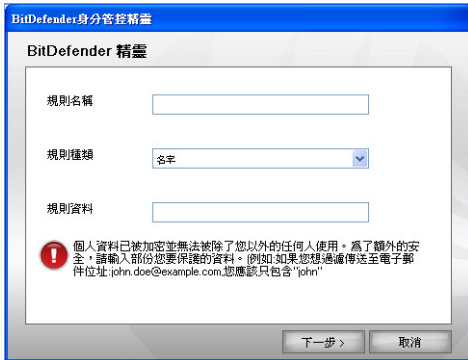 BitDefender身分管控精靈
BitDefender 精靈
規則名稱
規則種類
名字
規則資料
個人資料已被加密並無法被除了您以外的任何人使用。為了額外的安
全，請輸入部份您要保護的資料。(例如:如果您想過濾傳送至電子郵
件位址:john.doe@example.com,您應該只包含"john"
下一步 >
取消